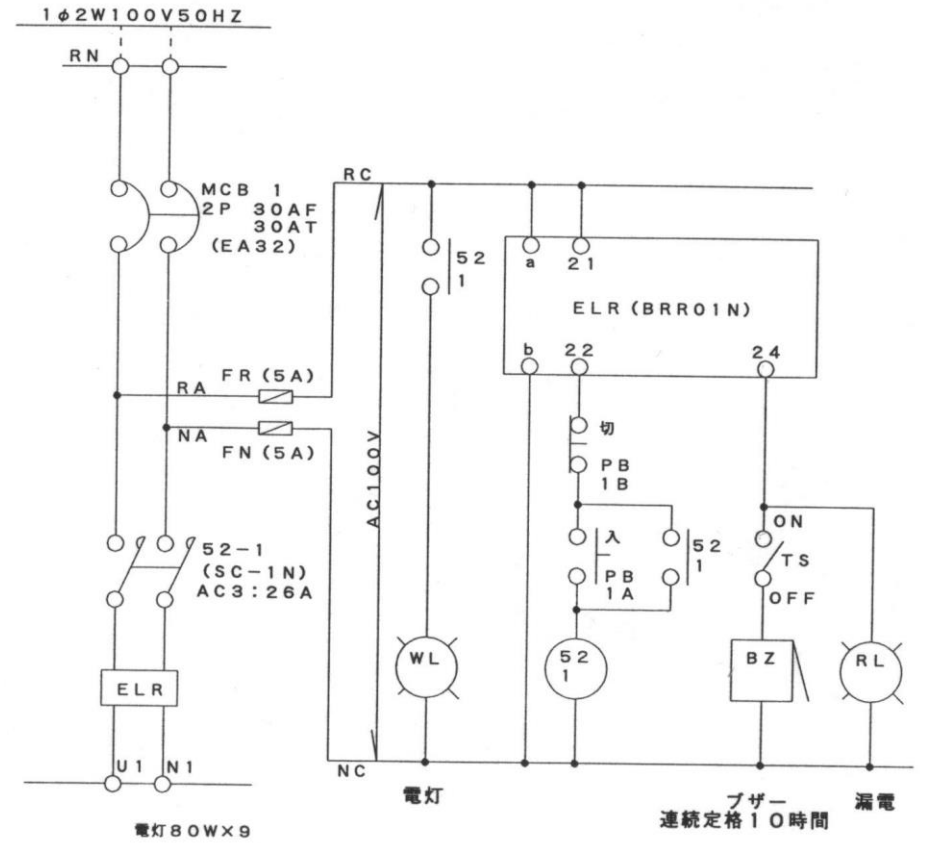 1φ2W100V50HZ
RN
MCB 1
2P 30AF
30AT
(EA32)
RC
52
1
a 21
ELR(BRR01N)
b 22 24
FR(5A)
RA
NA
FN(5A)
AC100V
切
PB
1B
入
PB
1A
52
1
ON
TS
OFF
52-1
(SC-1N)
AC3:26A
ELR
WL
52
1
BZ
RL
U1 N1
NC
電灯
ブザー
連続定格10時間
漏電
電灯80W×9